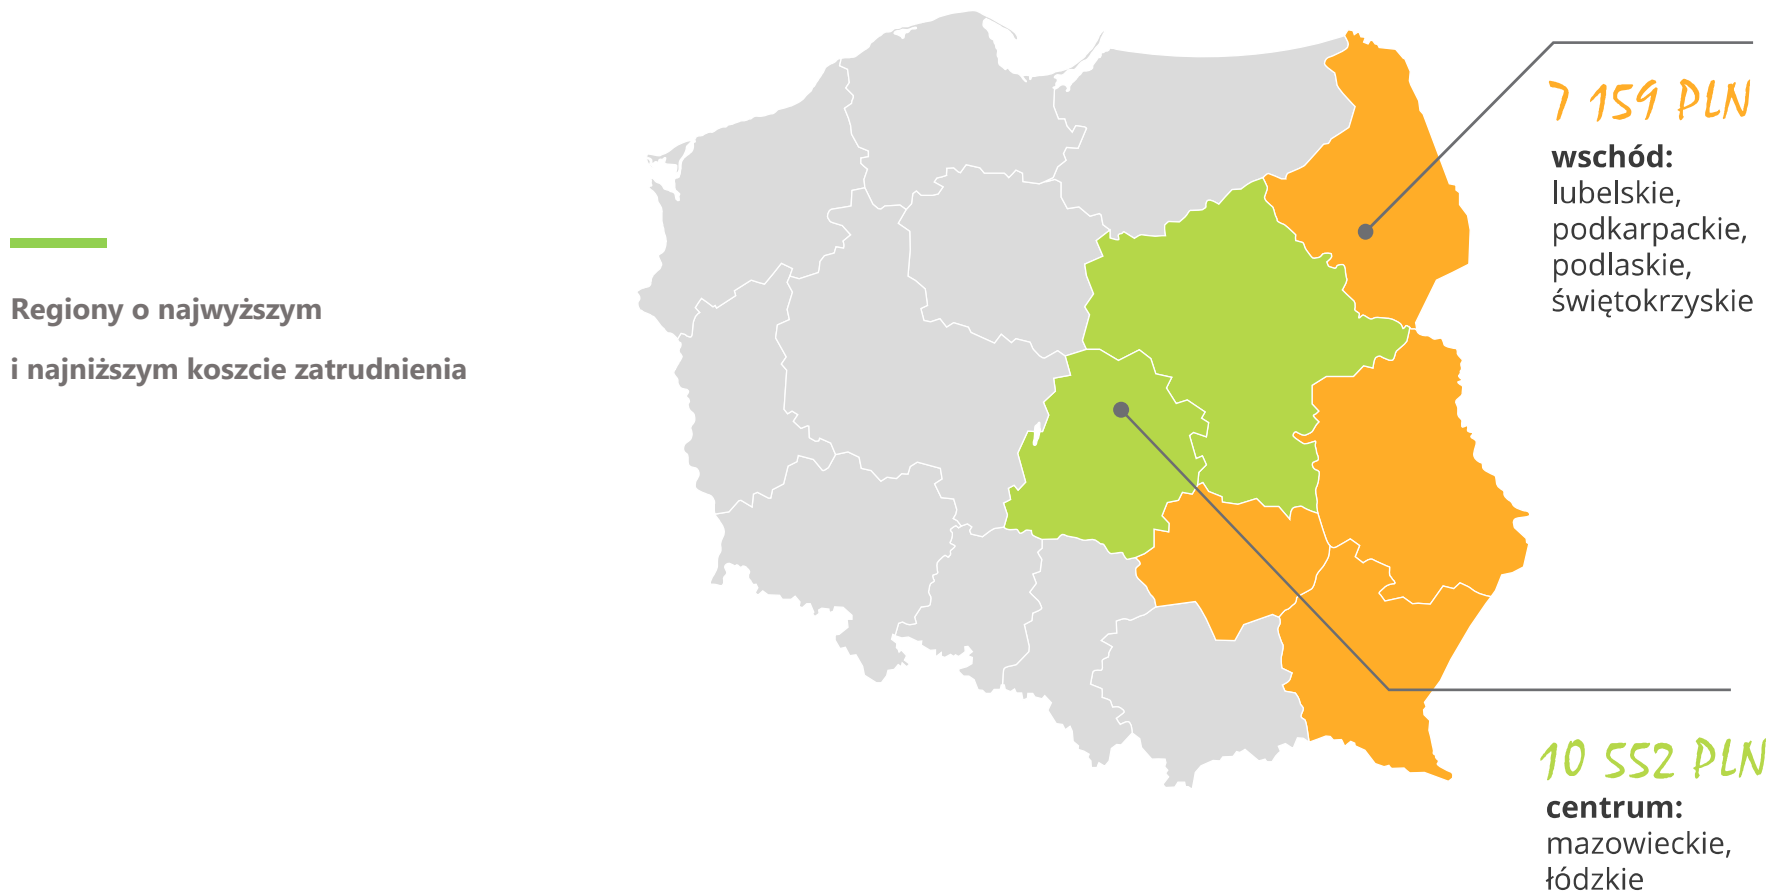 Regiony o najwyższym
i najniższym koszcie zatrudnienia
7 159 PLN
wschód:
lubelskie,
podkarpackie,
podlaskie,
świętokrzyskie
10 552 PLN
centrum:
mazowieckie,
łódzkie